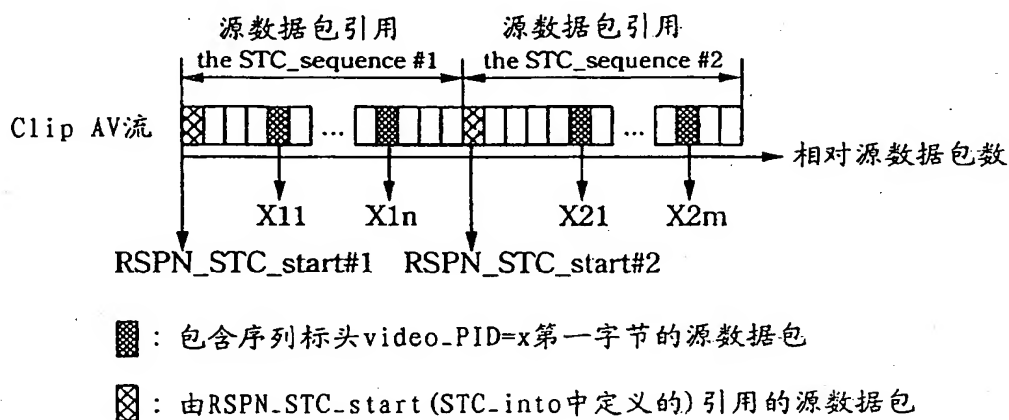 源数据包引用 源数据包引用
the STC_sequence #1 the STC_sequence #2
Clip AV流
... ...
相对源数据包数
X11 X1n X21 X2m
RSPN_STC_start#1 RSPN_STC_start#2
：包含序列标头video_PID=x第一字节的源数据包
：由RSPN_STC_start(STC_into中定义的)引用的源数据包